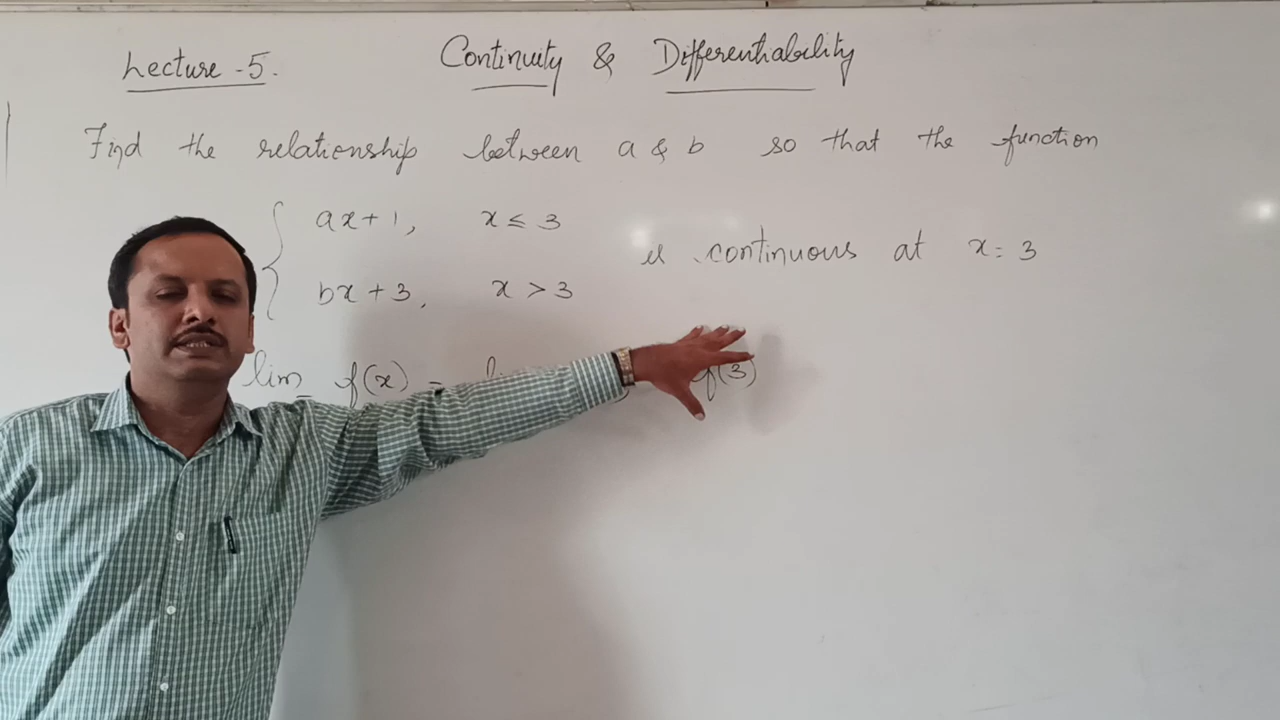 Lecture - 5.
Continuity & Differentiability
Find the relationship between a & b so that the function
ax + 1, x ≤ 3
bx + 3, x > 3
is continuous at x = 3
lim f(x) = f(3)